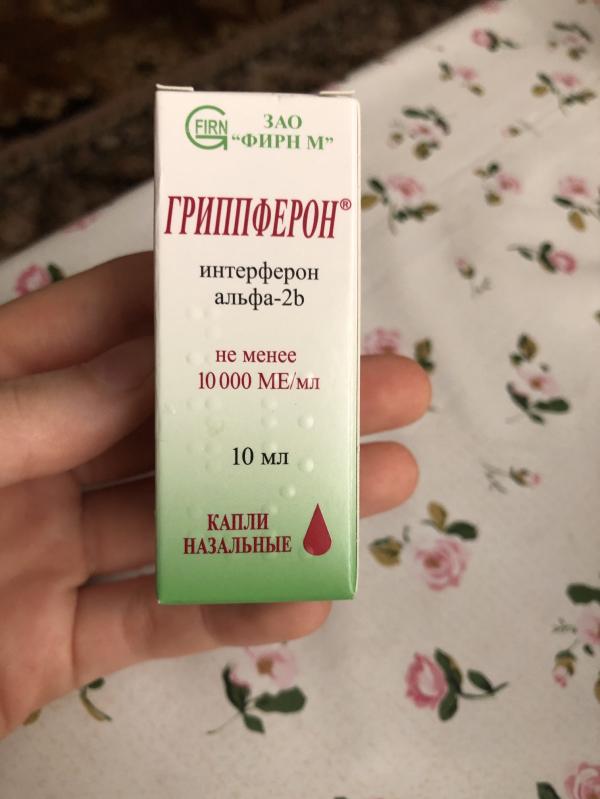 FIRN
ЗАО
"ФИРН М"
ГРИППФЕРОН®
интерферон
альфа-2b
не менее
10 000 МЕ/мл
10 мл
КАПЛИ
НАЗАЛЬНЫЕ